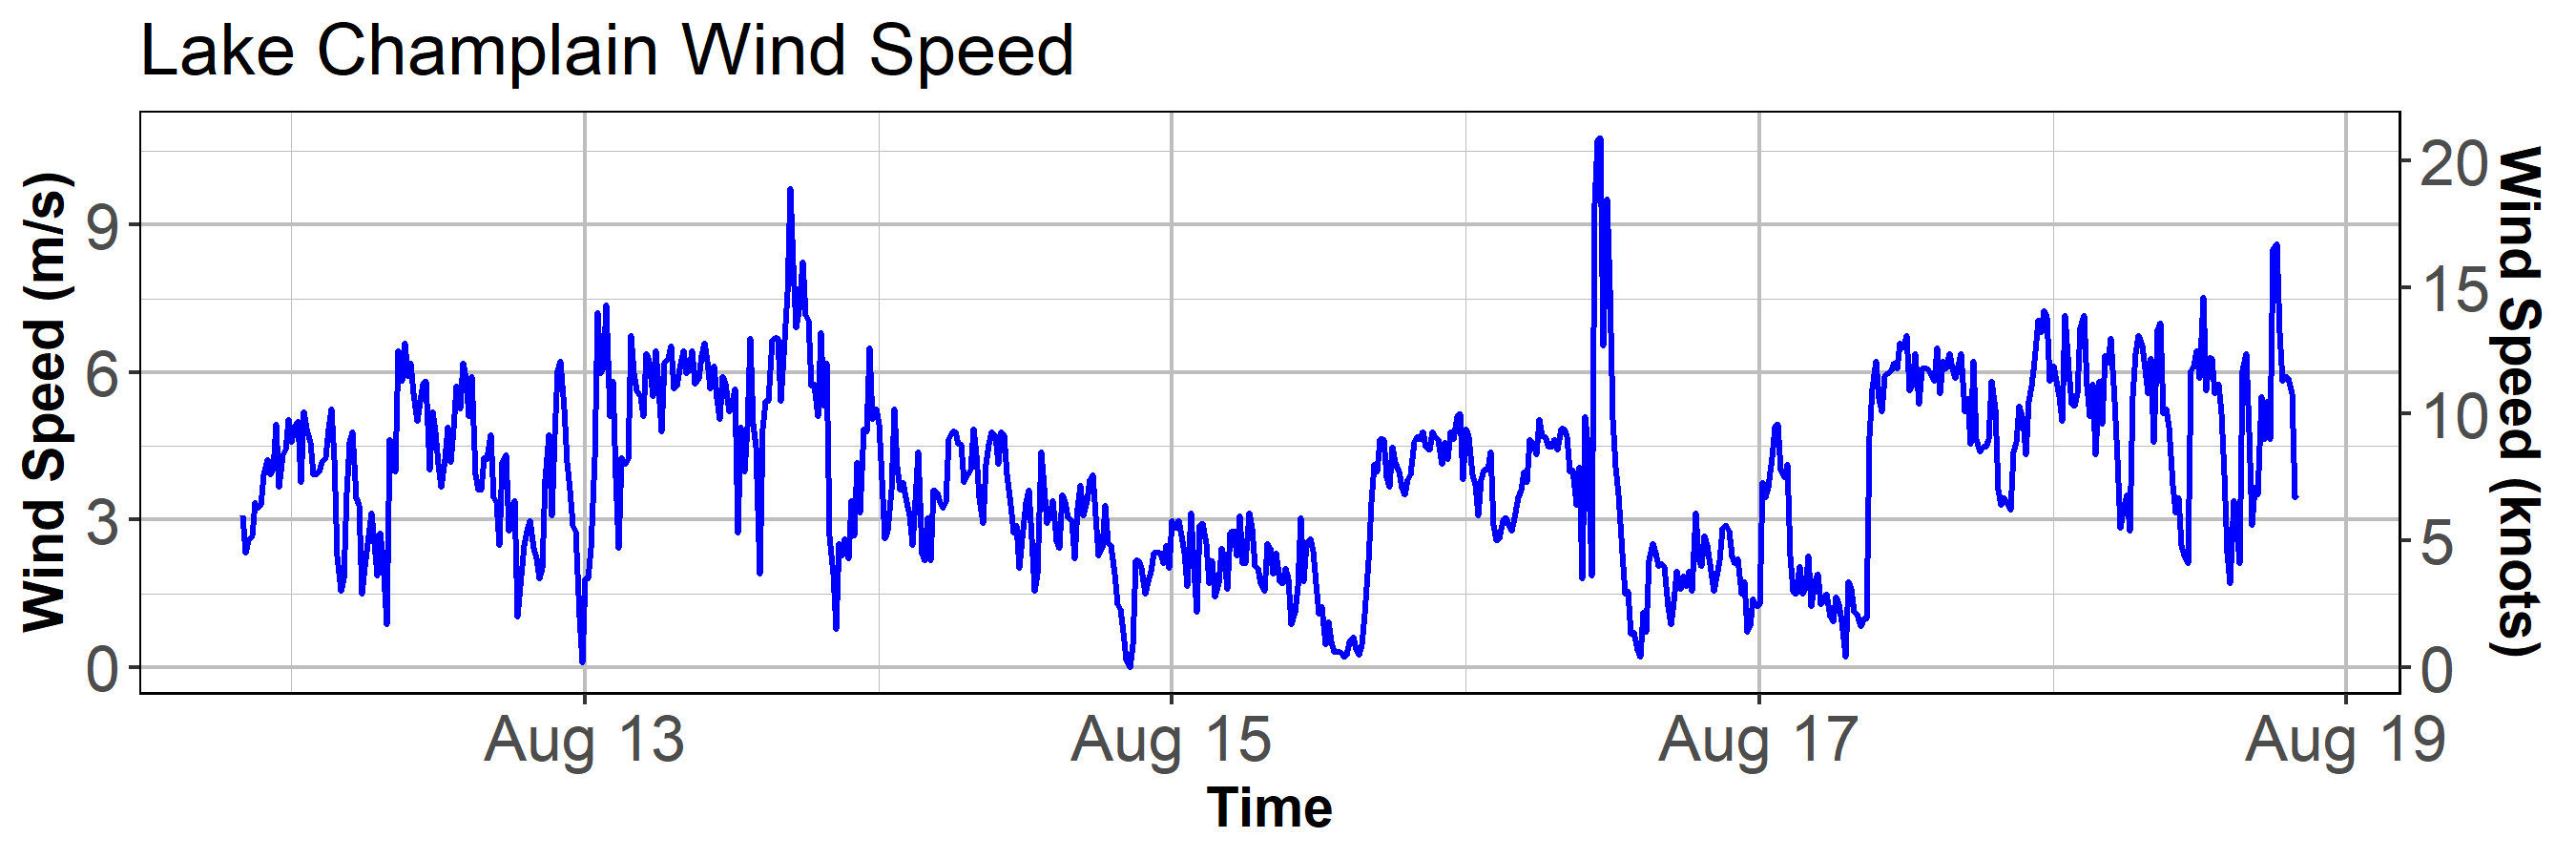 Lake Champlain Wind Speed
Wind Speed (m/s)
9
6
3
0
20
15
10
5
0
Wind Speed (knots)
Aug 13
Aug 15
Aug 17
Aug 19
Time